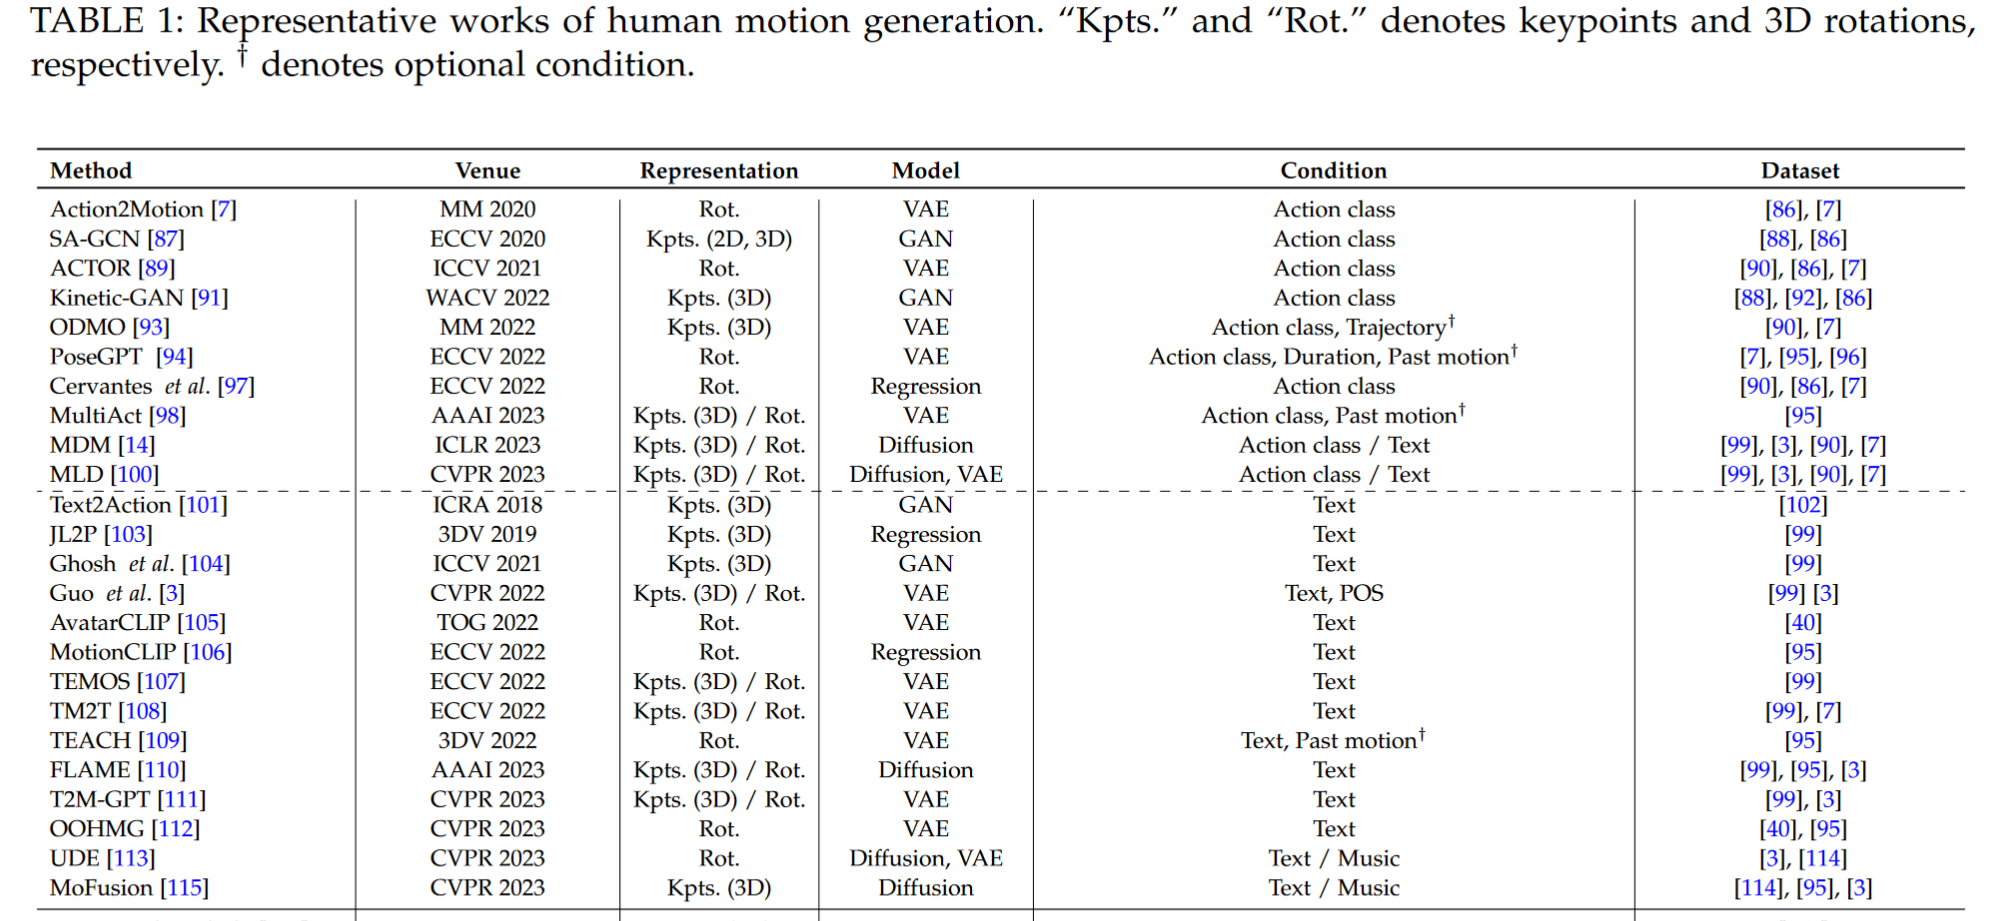 TABLE 1: Representative works of human motion generation. “Kpts.” and “Rot.” denotes keypoints and 3D rotations,
respectively. † denotes optional condition.
Method Venue Representation Model Condition Dataset
Action2Motion [7] MM 2020 Rot. VAE Action class [86], [7]
SA-GCN [87] ECCV 2020 Kpts. (2D, 3D) GAN Action class [88], [86]
ACTOR [89] ICCV 2021 Rot. VAE Action class [90], [86], [7]
Kinetic-GAN [91] WACV 2022 Kpts. (3D) GAN Action class [88], [92], [86]
ODMO [93] MM 2022 Kpts. (3D) VAE Action class, Trajectory† [90], [7]
PoseGPT [94] ECCV 2022 Rot. VAE Action class, Duration, Past motion† [7], [95], [96]
Cervantes et al. [97] ECCV 2022 Rot. Regression Action class [90], [86], [7]
MultiAct [98] AAAI 2023 Kpts. (3D) / Rot. VAE Action class, Past motion† [95]
MDM [14] ICLR 2023 Kpts. (3D) / Rot. Diffusion Action class / Text [99], [3], [90], [7]
MLD [100] CVPR 2023 Kpts. (3D) / Rot. Diffusion, VAE Action class / Text [99], [3], [90], [7]
Text2Action [101] ICRA 2018 Kpts. (3D) GAN Text [102]
JL2P [103] 3DV 2019 Kpts. (3D) Regression Text [99]
Ghosh et al. [104] ICCV 2021 Kpts. (3D) GAN Text [99]
Guo et al. [3] CVPR 2022 Kpts. (3D) / Rot. VAE Text, POS [99] [3]
AvatarCLIP [105] TOG 2022 Rot. VAE Text [40]
MotionCLIP [106] ECCV 2022 Rot. Regression Text [95]
TEMOS [107] ECCV 2022 Kpts. (3D) / Rot. VAE Text [99]
TM2T [108] ECCV 2022 Kpts. (3D) / Rot. VAE Text [99], [7]
TEACH [109] 3DV 2022 Rot. VAE Text, Past motion† [95]
FLAME [110] AAAI 2023 Kpts. (3D) / Rot. Diffusion Text [99], [95], [3]
T2M-GPT [111] CVPR 2023 Kpts. (3D) / Rot. VAE Text [99], [3]
OOHMG [112] CVPR 2023 Rot. VAE Text [40], [95]
UDE [113] CVPR 2023 Rot. Diffusion, VAE Text / Music [3], [114]
MoFusion [115] CVPR 2023 Kpts. (3D) Diffusion Text / Music [114], [95], [3]